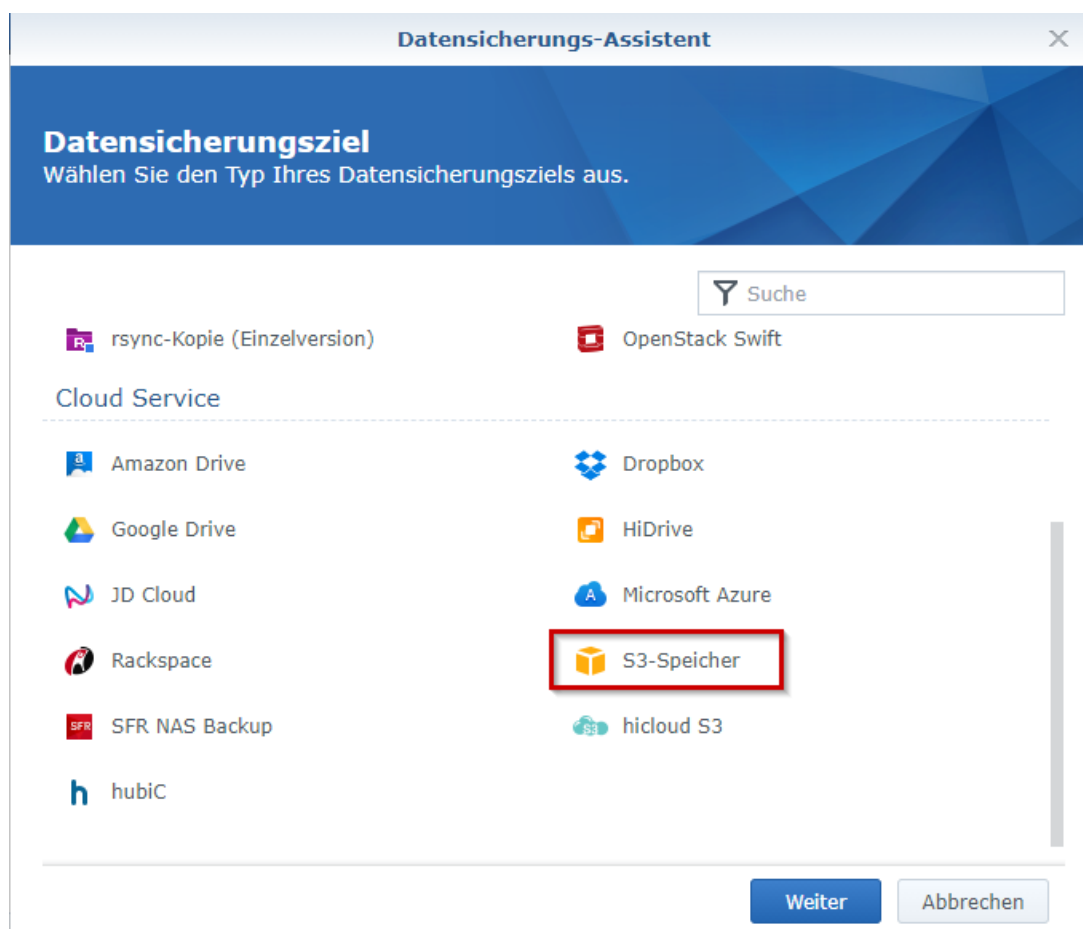 Datensicherungs-Assistent
Datensicherungsziel
Wählen Sie den Typ Ihres Datensicherungsziels aus.
Suche
rsync-Kopie (Einzelversion)
OpenStack Swift
Cloud Service
Amazon Drive
Dropbox
Google Drive
HiDrive
JD Cloud
Microsoft Azure
Rackspace
S3-Speicher
SFR
SFR NAS Backup
hicloud S3
hubiC
Weiter
Abbrechen